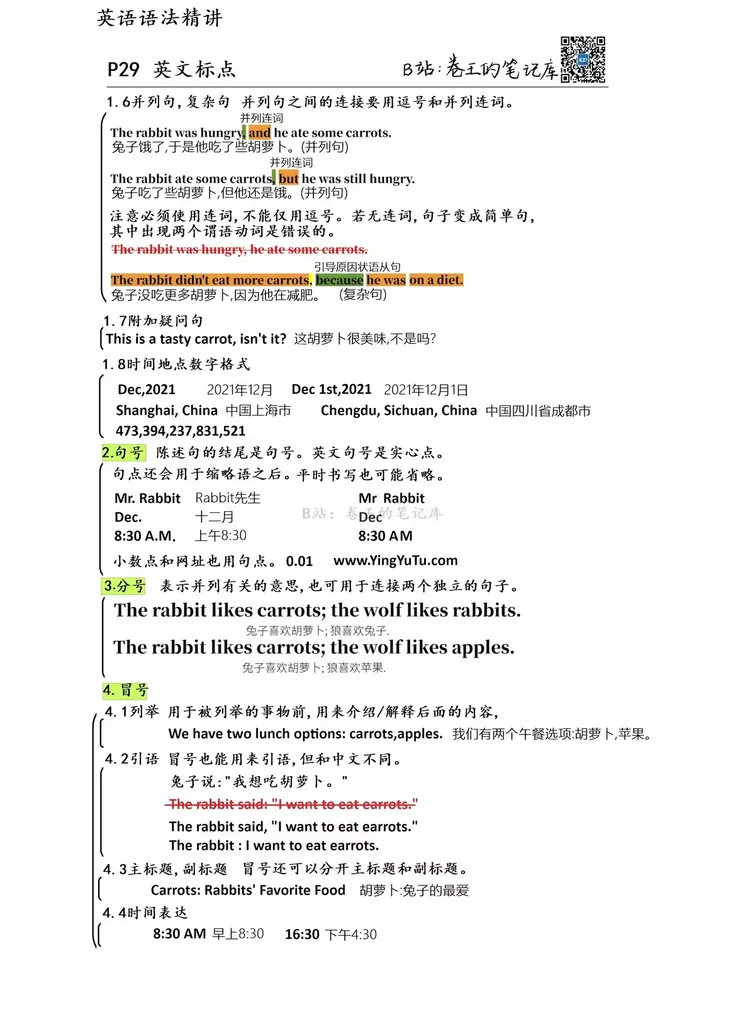 英语语法精讲
P29 英文标点 B站:卷王的笔记库
1.6并列句,复杂句 并列句之间的连接要用逗号和并列连词。
并列连词
The rabbit was hungry, and he ate some carrots.
兔子饿了,于是他吃了些胡萝卜。(并列句)
并列连词
The rabbit ate some carrots, but he was still hungry.
兔子吃了些胡萝卜,但他还是饿。(并列句)
注意必须使用连词,不能仅用逗号。若无连词,句子变成简单句,
其中出现两个谓语动词是错误的。
The rabbit was hungry, he ate some carrots.
引导原因状语从句
The rabbit didn't eat more carrots, because he was on a diet.
兔子没吃更多胡萝卜,因为他在减肥。 (复杂句)
1.7附加疑问句
This is a tasty carrot, isn't it? 这胡萝卜很美味,不是吗?
1.8时间地点数字格式
Dec,2021 2021年12月 Dec 1st,2021 2021年12月1日
Shanghai, China 中国上海市 Chengdu, Sichuan, China 中国四川省成都市
473,394,237,831,521
2.句号 陈述句的结尾是句号。英文句号是实心点。
句点还会用于缩略语之后。平时书写也可能省略。
Mr. Rabbit Rabbit先生 Mr Rabbit
B站: 卷王的笔记库
Dec. 十二月 Dec
8:30 A.M. 上午8:30 8:30 AM
小数点和网址也用句点。0.01 www.YingYuTu.com
3.分号 表示并列有关的意思,也可用于连接两个独立的句子。
The rabbit likes carrots; the wolf likes rabbits.
兔子喜欢胡萝卜; 狼喜欢兔子.
The rabbit likes carrots; the wolf likes apples.
兔子喜欢胡萝卜; 狼喜欢苹果.
4.冒号
4.1列举 用于被列举的事物前,用来介绍/解释后面的内容,
We have two lunch options: carrots,apples. 我们有两个午餐选项:胡萝卜,苹果。
4.2引语 冒号也能用来引语,但和中文不同。
兔子说:"我想吃胡萝卜。"
The rabbit said: "I want to eat earrots."
The rabbit said, "I want to eat earrots."
The rabbit : I want to eat earrots.
4.3主标题,副标题 冒号还可以分开主标题和副标题。
Carrots: Rabbits' Favorite Food 胡萝卜:兔子的最爱
4.4时间表达
8:30 AM 早上8:30 16:30 下午4:30